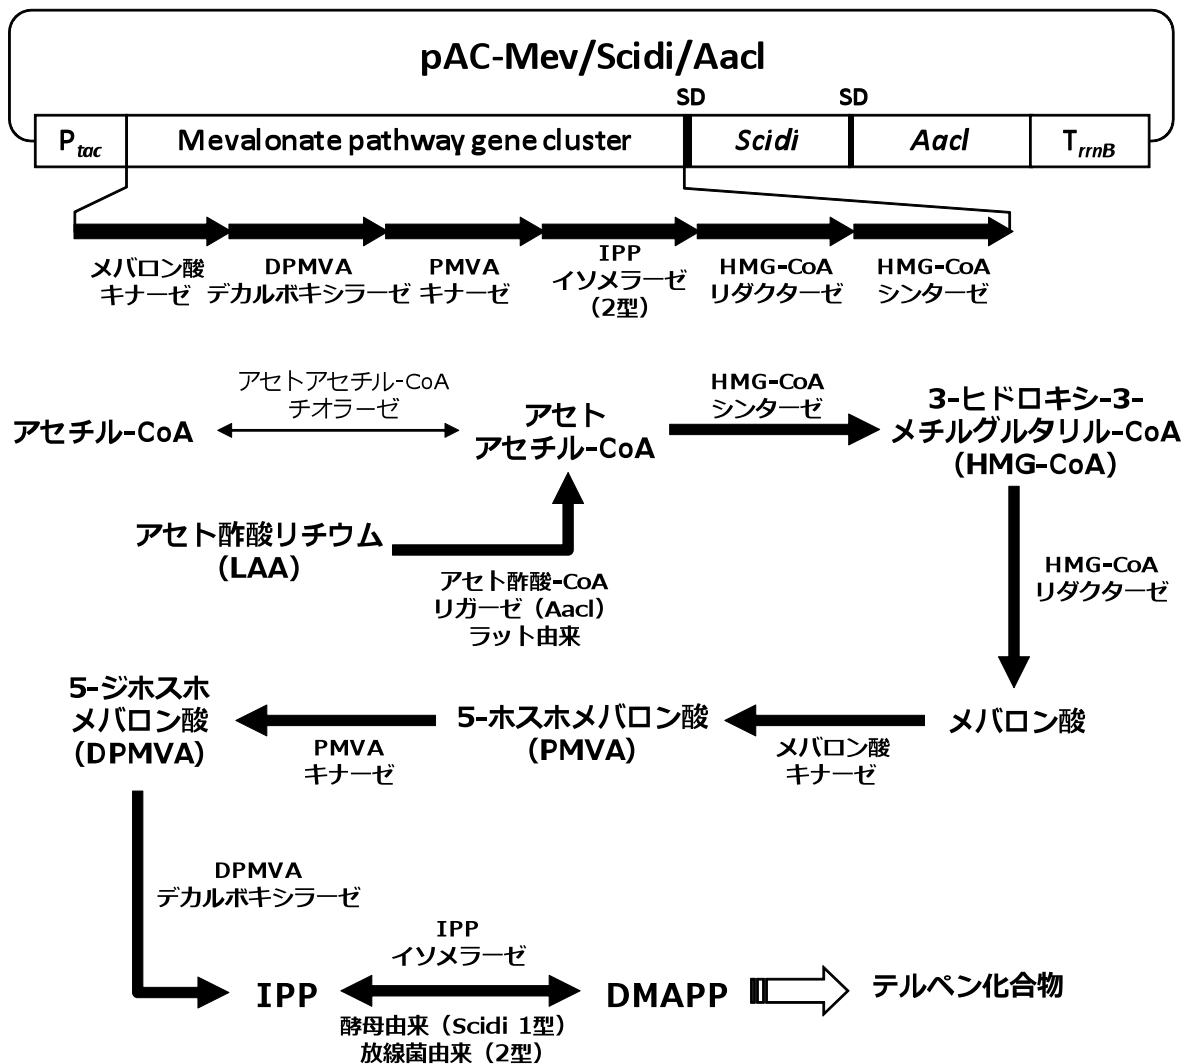 pAC-Mev/Scidi/Aacl
SD
SD
Ptac
Mevalonate pathway gene cluster
Scidi
Aacl
TrrnB
メバロン酸
キナーゼ
DPMVA
デカルボキシラーゼ
PMVA
キナーゼ
IPP
イソメラーゼ
（2型）
HMG-CoA
リダクターゼ
HMG-CoA
シンターゼ
アセチル-CoA
アセトアセチル-CoA
チオラーゼ
アセト
アセチル-CoA
HMG-CoA
シンターゼ
3-ヒドロキシ-3-
メチルグルタリル-CoA
(HMG-CoA)
アセト酢酸リチウム
(LAA)
アセト酢酸-CoA
リガーゼ（Aacl）
ラット由来
HMG-CoA
リダクターゼ
5-ジホスホ
メバロン酸
(DPMVA)
PMVA
キナーゼ
5-ホスホメバロン酸
(PMVA)
メバロン酸
キナーゼ
メバロン酸
DPMVA
デカルボキシラーゼ
IPP
IPP
イソメラーゼ
酵母由来（Scidi 1型）
放線菌由来（2型）
DMAPP
テルペン化合物